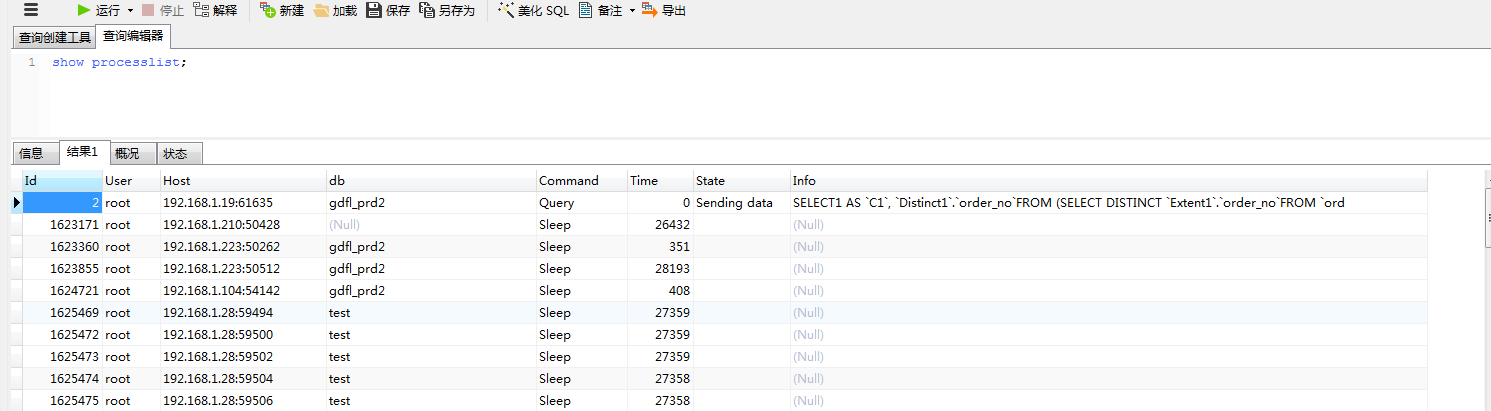 运行 停止 解释 新建 加载 保存 另存为 美化 SQL 备注 导出
查询创建工具 查询编辑器
1 show processlist;
信息 结果1 概况 状态
Id User Host db Command Time State Info
2 root 192.168.1.19:61635 gdfl_prd2 Query 0 Sending data SELECT1 AS `C1`, `Distinct1`.`order_no`FROM (SELECT DISTINCT `Extent1`.`order_no`FROM `ord
1623171 root 192.168.1.210:50428 (Null) Sleep 26432 (Null)
1623360 root 192.168.1.223:50262 gdfl_prd2 Sleep 351 (Null)
1623855 root 192.168.1.223:50512 gdfl_prd2 Sleep 28193 (Null)
1624721 root 192.168.1.104:54142 gdfl_prd2 Sleep 408 (Null)
1625469 root 192.168.1.28:59494 test Sleep 27359 (Null)
1625472 root 192.168.1.28:59500 test Sleep 27359 (Null)
1625473 root 192.168.1.28:59502 test Sleep 27359 (Null)
1625474 root 192.168.1.28:59504 test Sleep 27358 (Null)
1625475 root 192.168.1.28:59506 test Sleep 27358 (Null)